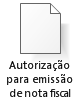 Autorização
para emissão
de nota fiscal